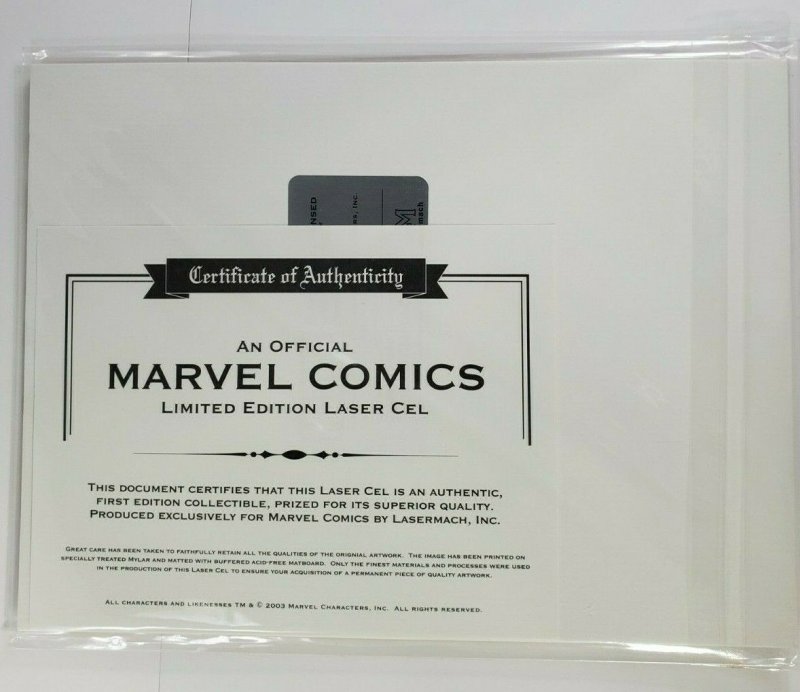 NSED
RS, INC.
M
mach
Certificate of Authenticity
AN OFFICIAL
MARVEL COMICS
LIMITED EDITION LASER CEL
THIS DOCUMENT CERTIFIES THAT THIS LASER CEL IS AN AUTHENTIC,
FIRST EDITION COLLECTIBLE, PRIZED FOR ITS SUPERIOR QUALITY.
PRODUCED EXCLUSIVELY FOR MARVEL COMICS BY LASERMACH, INC.
GREAT CARE HAS BEEN TAKEN TO FAITHFULLY RETAIN ALL THE QUALITIES OF THE ORIGNIAL ARTWORK. THE IMAGE HAS BEEN PRINTED ON
SPECIALLY TREATED MYLAR AND MATTED WITH BUFFERED ACID-FREE MATBOARD. ONLY THE FINEST MATERIALS AND PROCESSES WERE USED
IN THE PRODUCTION OF THIS LASER CEL TO ENSURE YOUR ACQUISITION OF A PERMANENT PIECE OF QUALITY ARTWORK.
ALL CHARACTERS AND LIKENESSES TM & © 2003 MARVEL CHARACTERS, INC. ALL RIGHTS RESERVED.